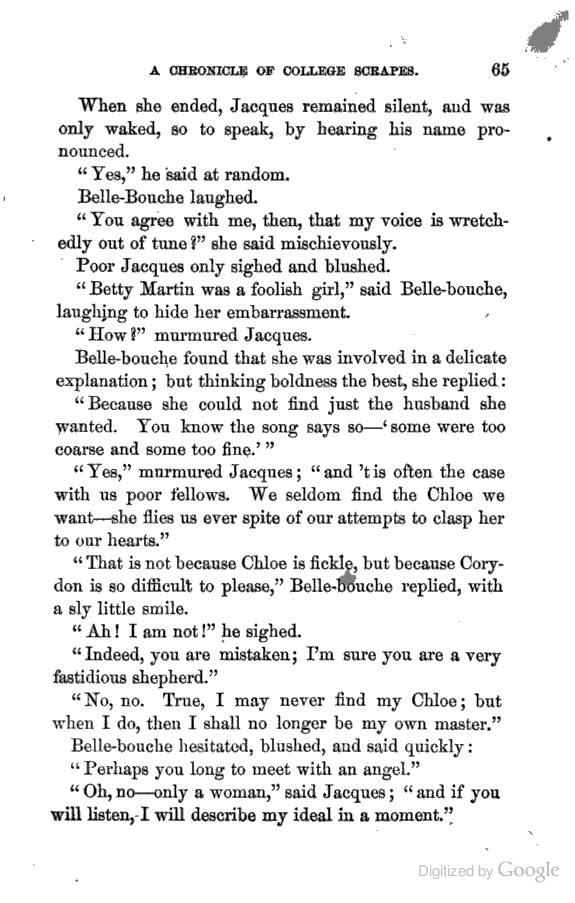 A CHRONICLE OF COLLEGE SCRAPES. 65
When she ended, Jacques remained silent, and was
only waked, so to speak, by hearing his name pro-
nounced.
“Yes,” he said at random.
Belle-Bouche laughed.
“You agree with me, then, that my voice is wretch-
edly out of tune?” she said mischievously.
Poor Jacques only sighed and blushed.
“Betty Martin was a foolish girl,” said Belle-bouche,
laughing to hide her embarrassment.
“How?” murmured Jacques.
Belle-bouche found that she was involved in a delicate
explanation; but thinking boldness the best, she replied:
“Because she could not find just the husband she
wanted. You know the song says so—‘some were too
coarse and some too fine.’”
“Yes,” murmured Jacques; “and ’tis often the case
with us poor fellows. We seldom find the Chloe we
want—she flies us ever spite of our attempts to clasp her
to our hearts.”
“That is not because Chloe is fickle, but because Cory-
don is so difficult to please,” Belle-bouche replied, with
a sly little smile.
“Ah! I am not!” he sighed.
“Indeed, you are mistaken; I’m sure you are a very
fastidious shepherd.”
“No, no. True, I may never find my Chloe; but
when I do, then I shall no longer be my own master.”
Belle-bouche hesitated, blushed, and said quickly:
“Perhaps you long to meet with an angel.”
“Oh, no—only a woman,” said Jacques; “and if you
will listen, I will describe my ideal in a moment.”
Digitized by Google